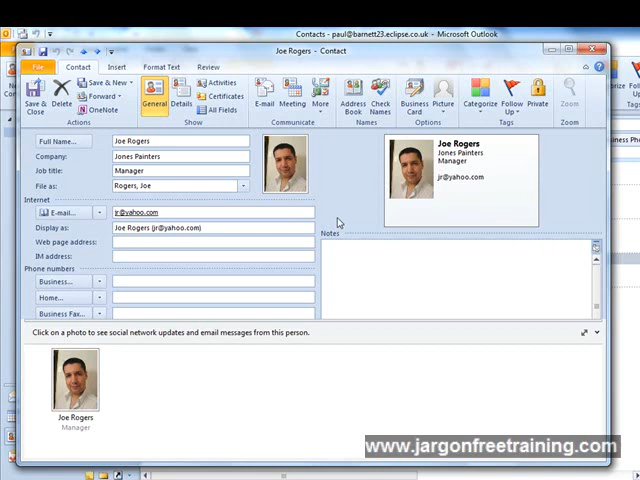 Contacts - paul@barnett23.eclipse.co.uk - Microsoft Outlook
Joe Rogers - Contact
File
Contact
Insert
Format Text
Review
Save & Close
Delete
Save & New
Forward
OneNote
Actions
General
Details
Activities
Certificates
All Fields
Show
E-mail
Meeting
More
Communicate
Address Book
Check Names
Names
Business Card
Picture
Options
Categorize
Follow Up
Private
Tags
Zoom
Zoom
Full Name...
Joe Rogers
Company:
Jones Painters
Job title:
Manager
File as:
Rogers, Joe
Internet
E-mail...
jr@yahoo.com
Display as:
Joe Rogers (jr@yahoo.com)
Web page address:
IM address:
Phone numbers
Business...
Home...
Business Fax...
Joe Rogers
Jones Painters
Manager
jr@yahoo.com
Notes
Click on a photo to see social network updates and email messages from this person.
Joe Rogers
Manager
www.jargonfreetraining.com